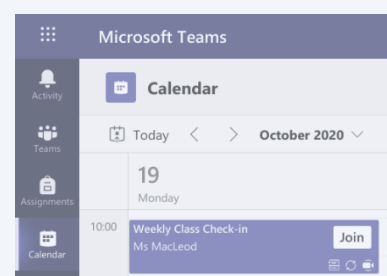 Microsoft Teams
Activity
Calendar
Teams
Today
October 2020
Assignments
19
Monday
Calendar
10:00
Weekly Class Check-in
Ms MacLeod
Join